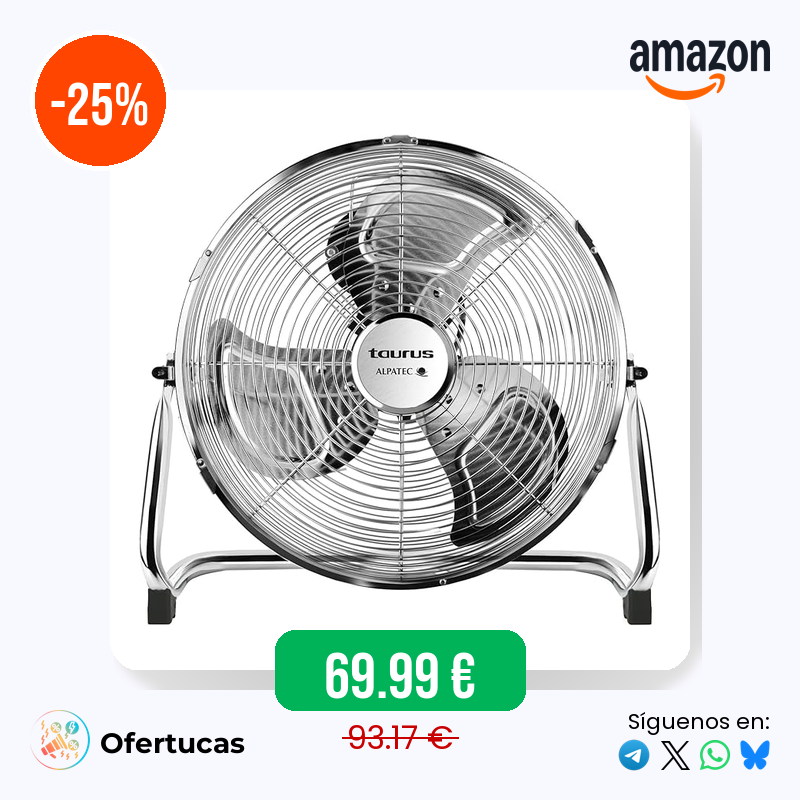 -25%
amazon
taurus
ALPATEC
69.99 €
93.17 €
Ofertucas
Síguenos en: